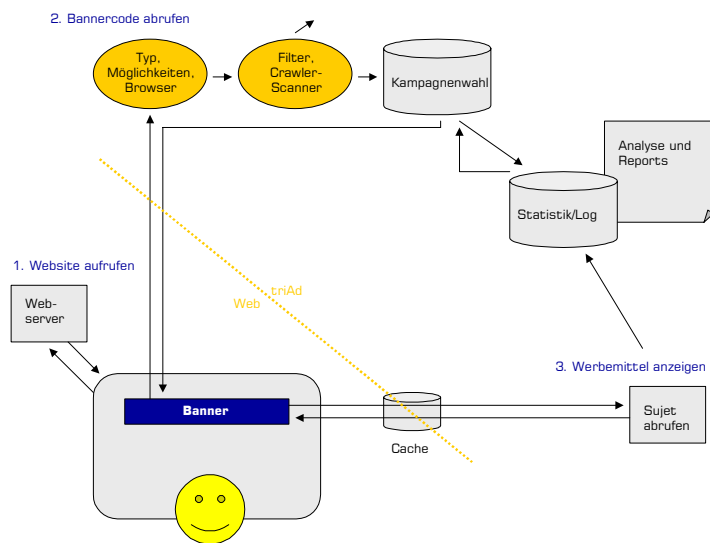 2. Bannercode abrufen
Typ,
Möglichkeiten,
Browser
Filter,
Crawler-
Scanner
Kampagnenwahl
Analyse und
Reports
Statistik/Log
1. Website aufrufen
Web-
server
Web
triAd
3. Werbemittel anzeigen
Banner
Sujet
abrufen
Cache